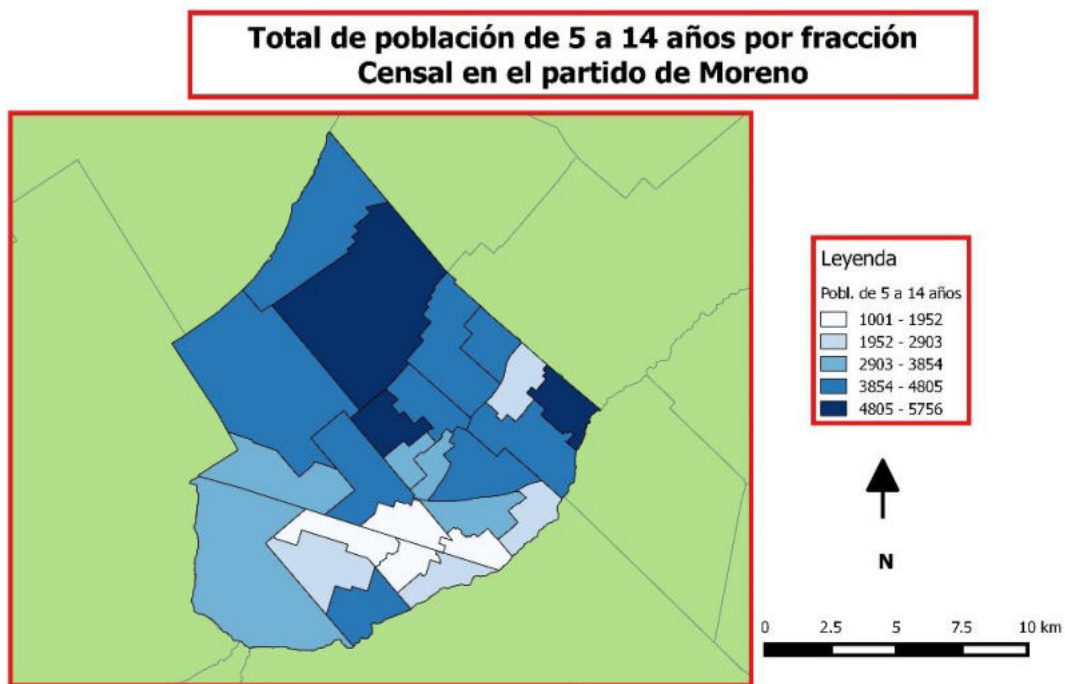 Total de población de 5 a 14 años por fracción
Censal en el partido de Moreno
Leyenda
Pobl. de 5 a 14 años
1001 - 1952
1952 - 2903
2903 - 3854
3854 - 4805
4805 - 5756
N
0 2.5 5 7.5 10 km